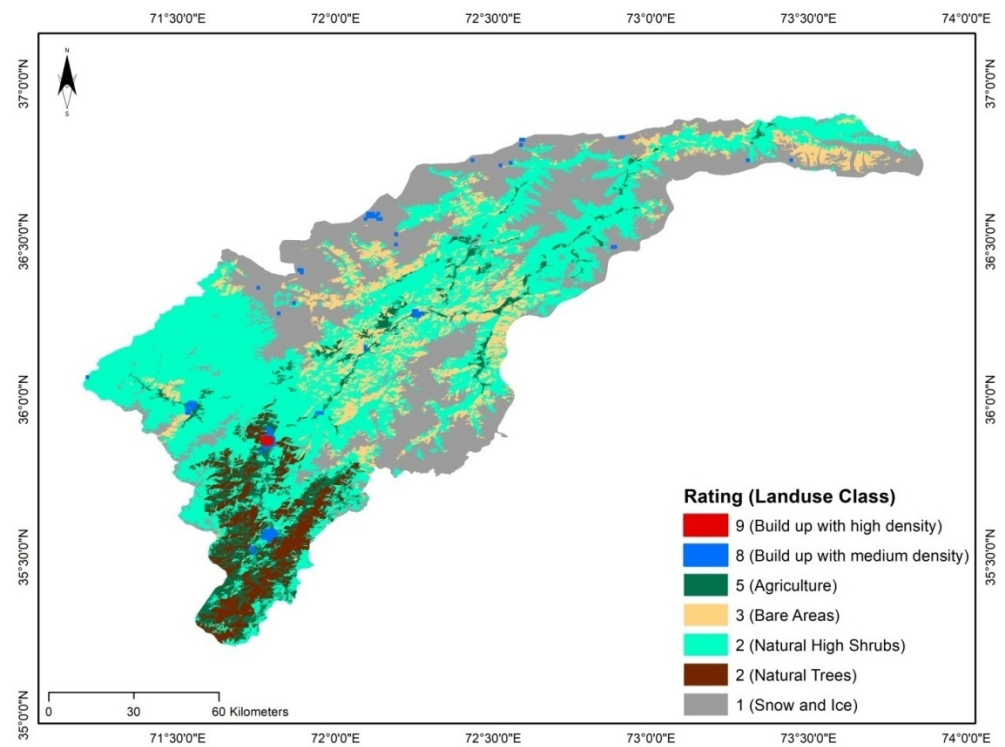 71°30'0"E 72°0'0"E 72°30'0"E 73°0'0"E 73°30'0"E 74°0'0"E
N
S
37°0'0"N 37°0'0"N
36°30'0"N 36°30'0"N
36°0'0"N 36°0'0"N
35°30'0"N 35°30'0"N
35°0'0"N 35°0'0"N
Rating (Landuse Class)
9 (Build up with high density)
8 (Build up with medium density)
5 (Agriculture)
3 (Bare Areas)
2 (Natural High Shrubs)
2 (Natural Trees)
1 (Snow and Ice)
0 30 60 Kilometers
71°30'0"E 72°0'0"E 72°30'0"E 73°0'0"E 73°30'0"E 74°0'0"E